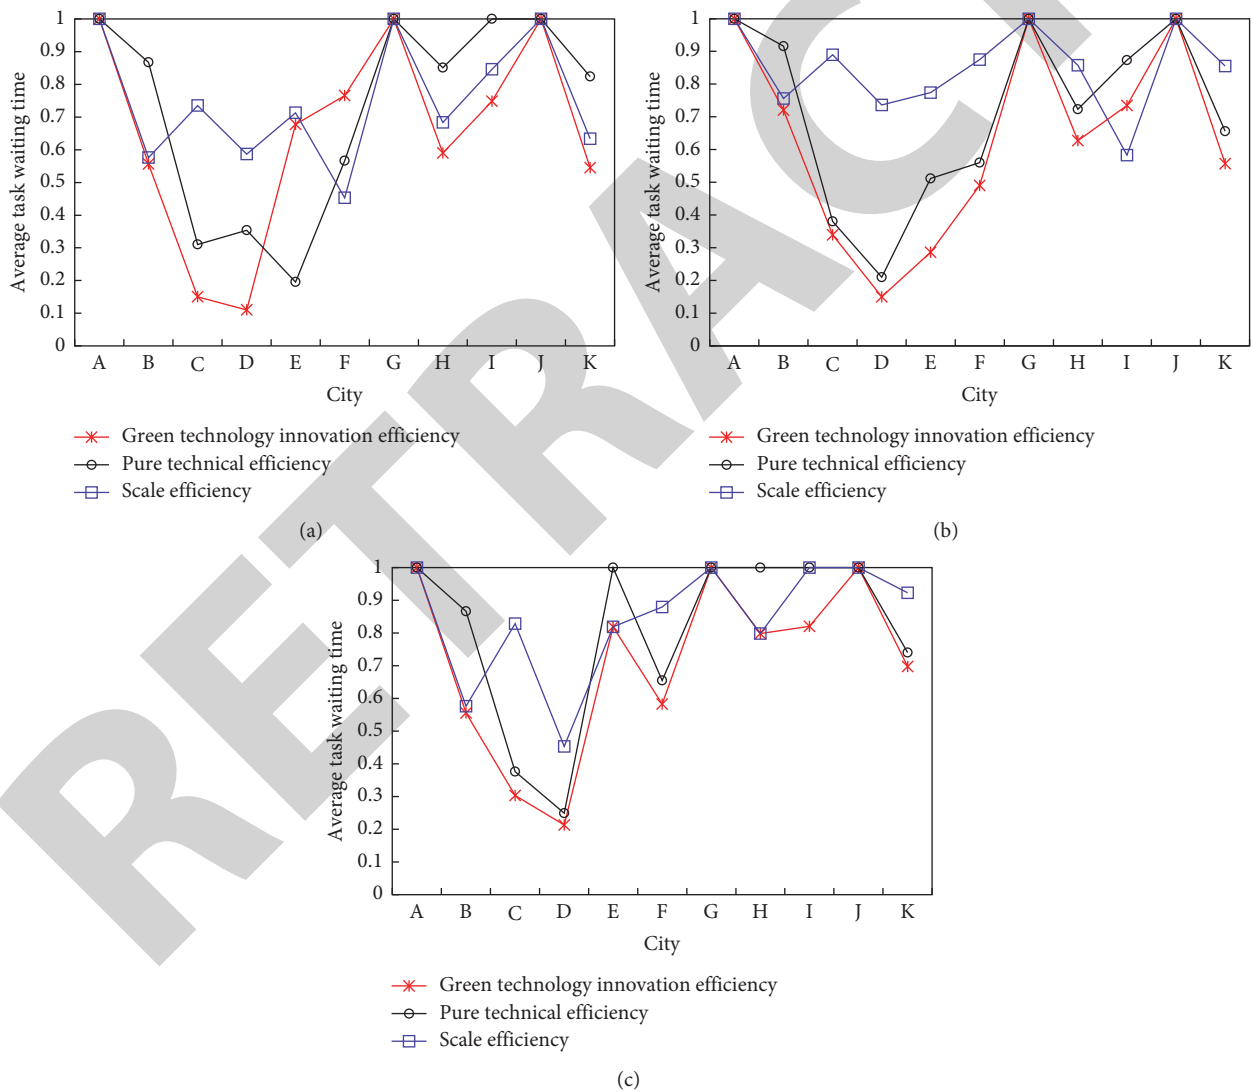 1
0.9
0.8
0.7
0.6
0.5
0.4
0.3
0.2
0.1
0
Average task waiting time
A B C D E F G H I J K
City
Green technology innovation efficiency
Pure technical efficiency
Scale efficiency
(a)
1
0.9
0.8
0.7
0.6
0.5
0.4
0.3
0.2
0.1
0
Average task waiting time
A B C D E F G H I J K
City
Green technology innovation efficiency
Pure technical efficiency
Scale efficiency
(b)
1
0.9
0.8
0.7
0.6
0.5
0.4
0.3
0.2
0.1
0
Average task waiting time
A B C D E F G H I J K
City
Green technology innovation efficiency
Pure technical efficiency
Scale efficiency
(c)
RETRACT